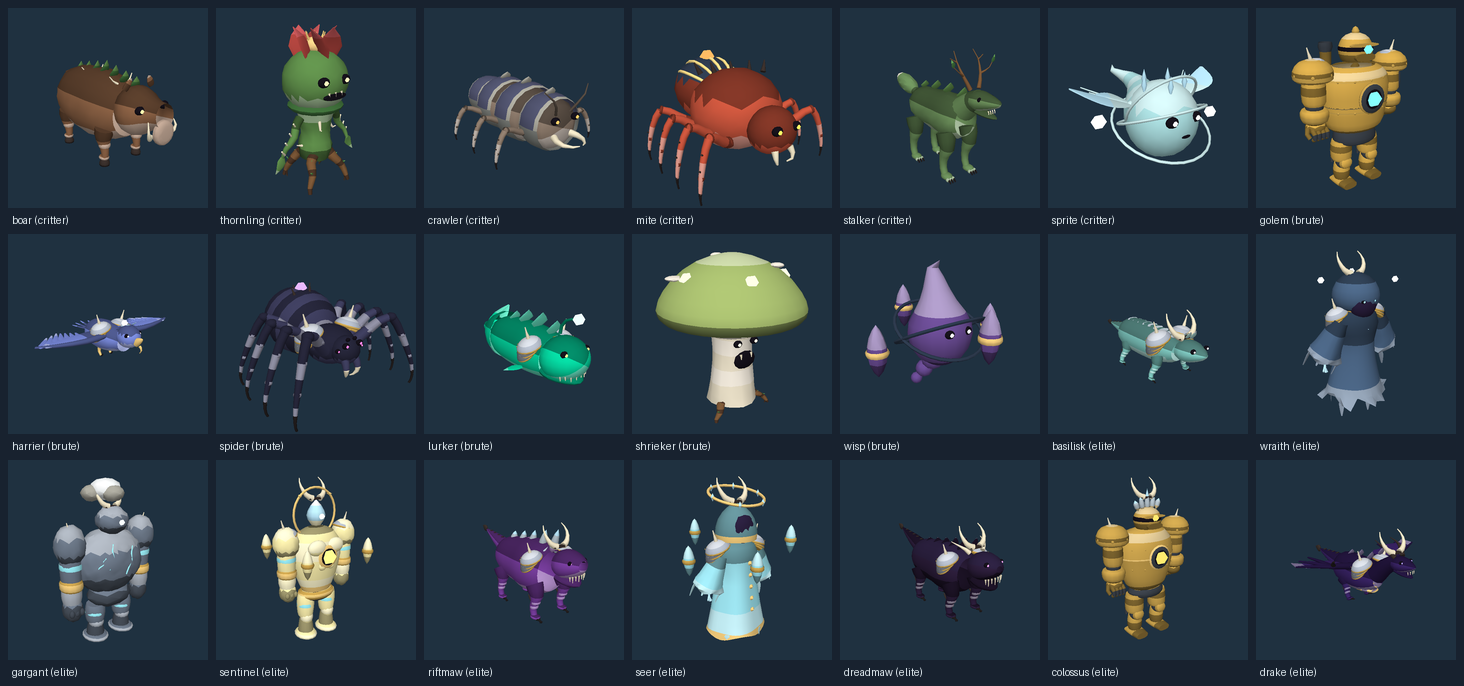 boar (critter)
thornling (critter)
crawler (critter)
mite (critter)
stalker (critter)
sprite (critter)
golem (brute)
harrier (brute)
spider (brute)
lurker (brute)
shrieker (brute)
wisp (brute)
basilisk (elite)
wraith (elite)
gargant (elite)
sentinel (elite)
riftmaw (elite)
seer (elite)
dreadmaw (elite)
colossus (elite)
drake (elite)